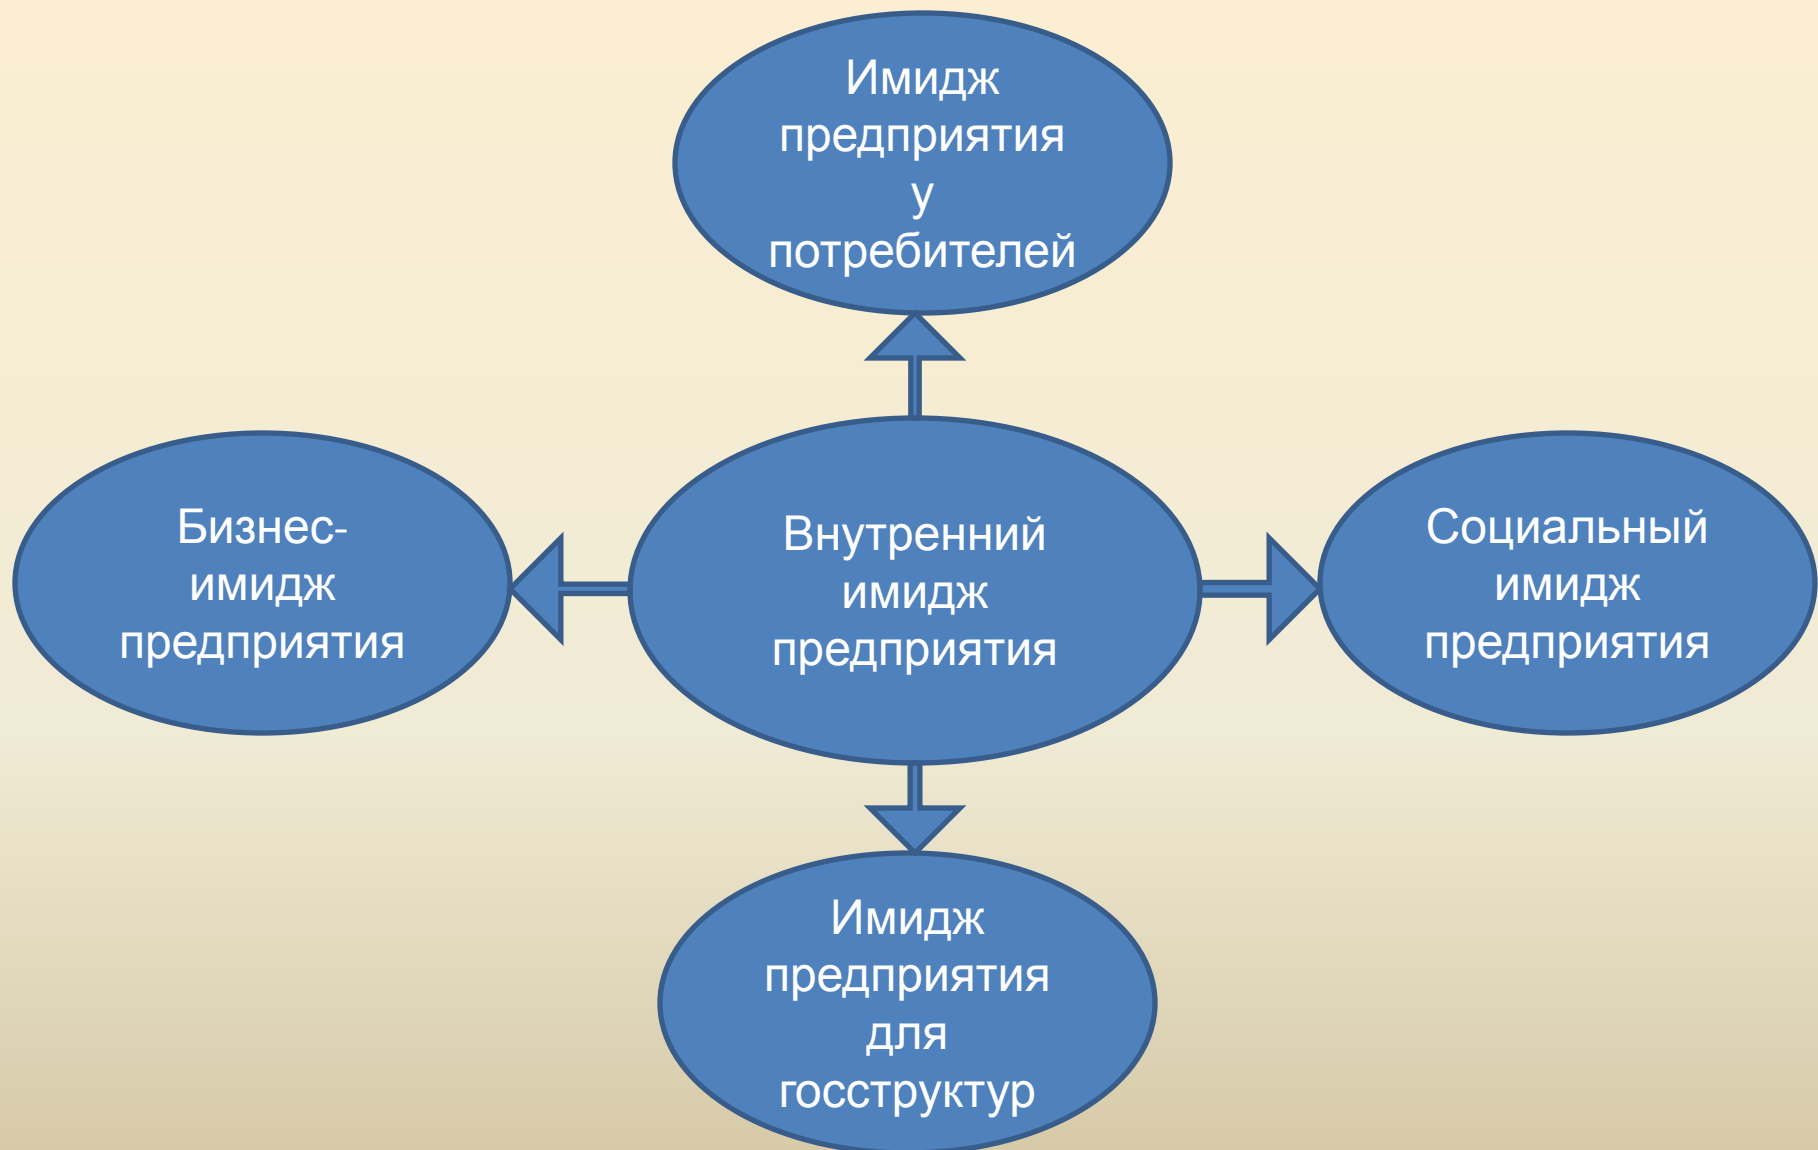 Имидж
предприятия
у
потребителей
Бизнес-
имидж
предприятия
Внутренний
имидж
предприятия
Социальный
имидж
предприятия
Имидж
предприятия
для
госструктур